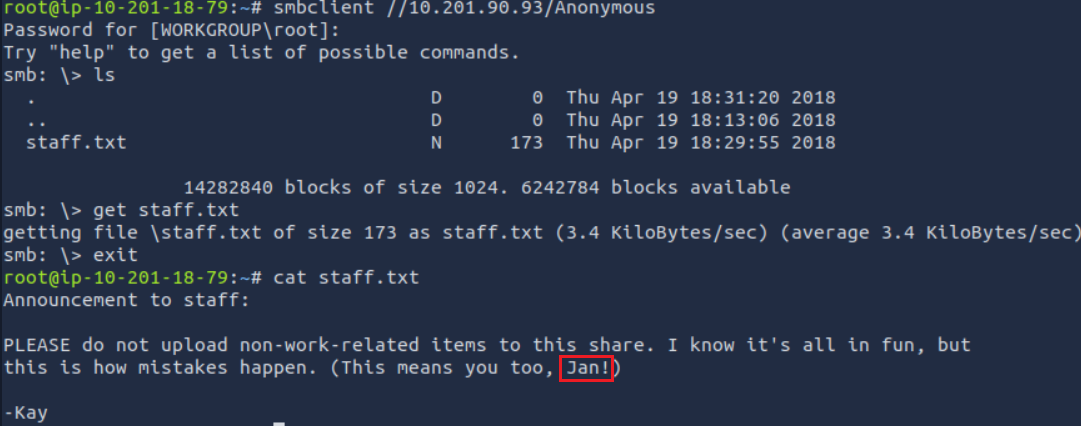 root@ip-10-201-18-79:~# smbclient //10.201.90.93/Anonymous
Password for [WORKGROUP\root]:
Try "help" to get a list of possible commands.
smb: \> ls
  .                                   D        0  Thu Apr 19 18:31:20 2018
  ..                                  D        0  Thu Apr 19 18:13:06 2018
  staff.txt                           N      173  Thu Apr 19 18:29:55 2018
                14282840 blocks of size 1024. 6242784 blocks available
smb: \> get staff.txt
getting file \staff.txt of size 173 as staff.txt (3.4 KiloBytes/sec) (average 3.4 KiloBytes/sec)
smb: \> exit
root@ip-10-201-18-79:~# cat staff.txt
Announcement to staff:
PLEASE do not upload non-work-related items to this share. I know it's all in fun, but
this is how mistakes happen. (This means you too, Jan!)
-Kay